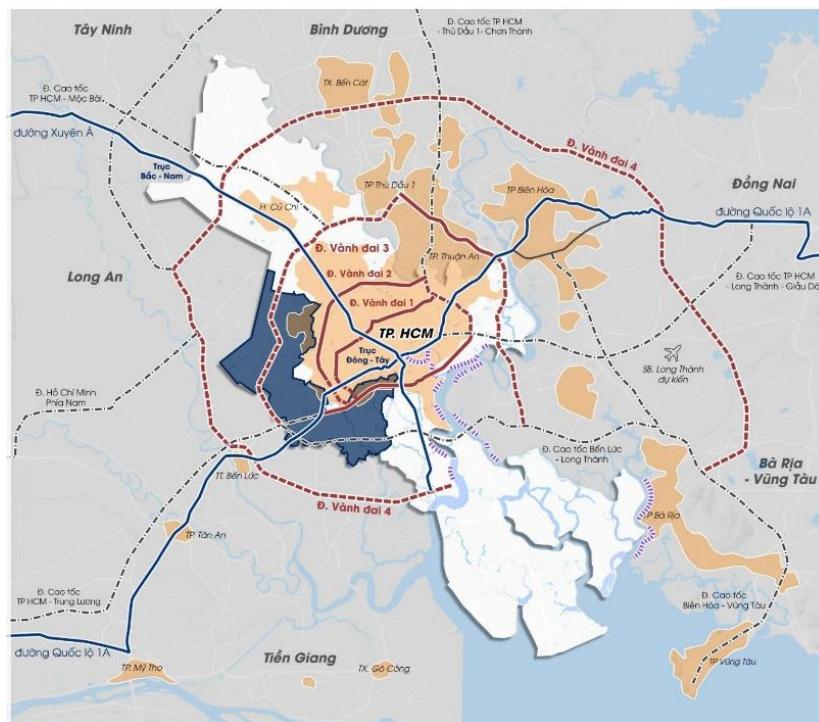 Tây Ninh
Bình Dương
Đ. Cao tốc TP HCM
- Thủ Dầu 1- Chơn Thành
TX. Bến Cát
Đ. Cao tốc
TP HCM - Mộc Bài
đường Xuyên Á
Trục
Bắc - Nam
Đ. Vành đai 4
TP Thủ Dầu 1
TP Biên Hòa
Đồng Nai
H. Củ Chi
đường Quốc lộ 1A
Đ. Vành đai 3
TP. Thuận An
Long An
Đ. Vành đai 2
Đ. Cao tốc TP HCM
- Long Thành - Giầu Dâ
Đ. Vành đai 1
TP. HCM
Trục
Đông - Tây
SB. Long Thành
dự kiến
Đ. Hồ Chí Minh
Phía Nam
Đ. Cao tốc Bến Lức
- Long Thành
TT. Bến Lức
Bà Rịa
- Vũng Tàu
Đ. Vành đai 4
P Bà Rịa
TP. Tân An
Đ. Cao tốc
TP HCM - Trung Lương
Đ. Cao tốc
Biên Hòa - Vũng Tàu
đường Quốc lộ 1A
Tiền Giang
TP. Mỹ Tho
TX. Gò Công
TP Vũng Tàu